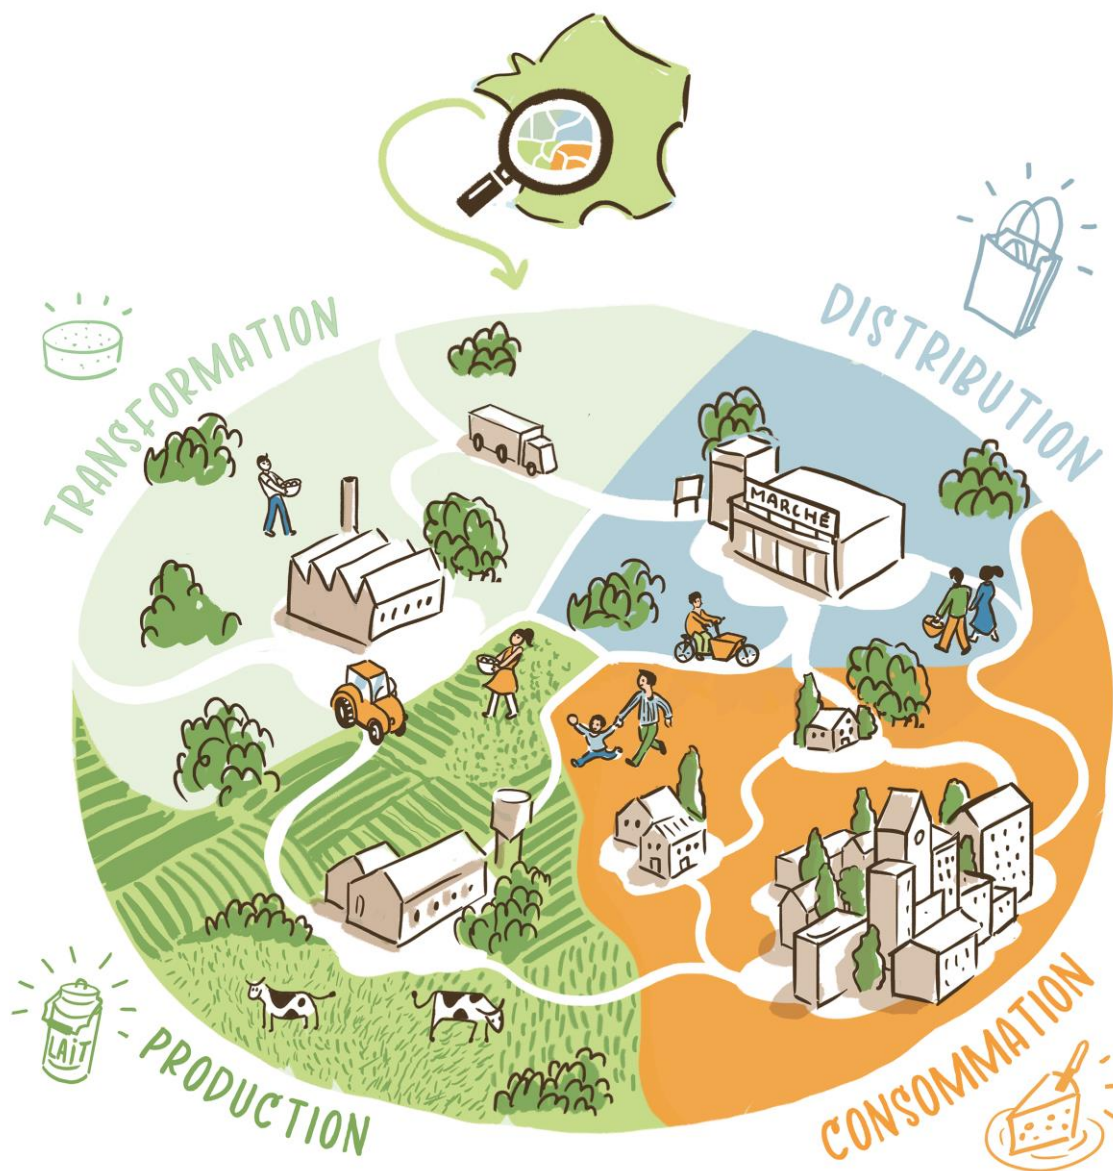 TRANSFORMATION
DISTRIBUTION
MARCHÉ
LAIT
PRODUCTION
CONSOMMATION